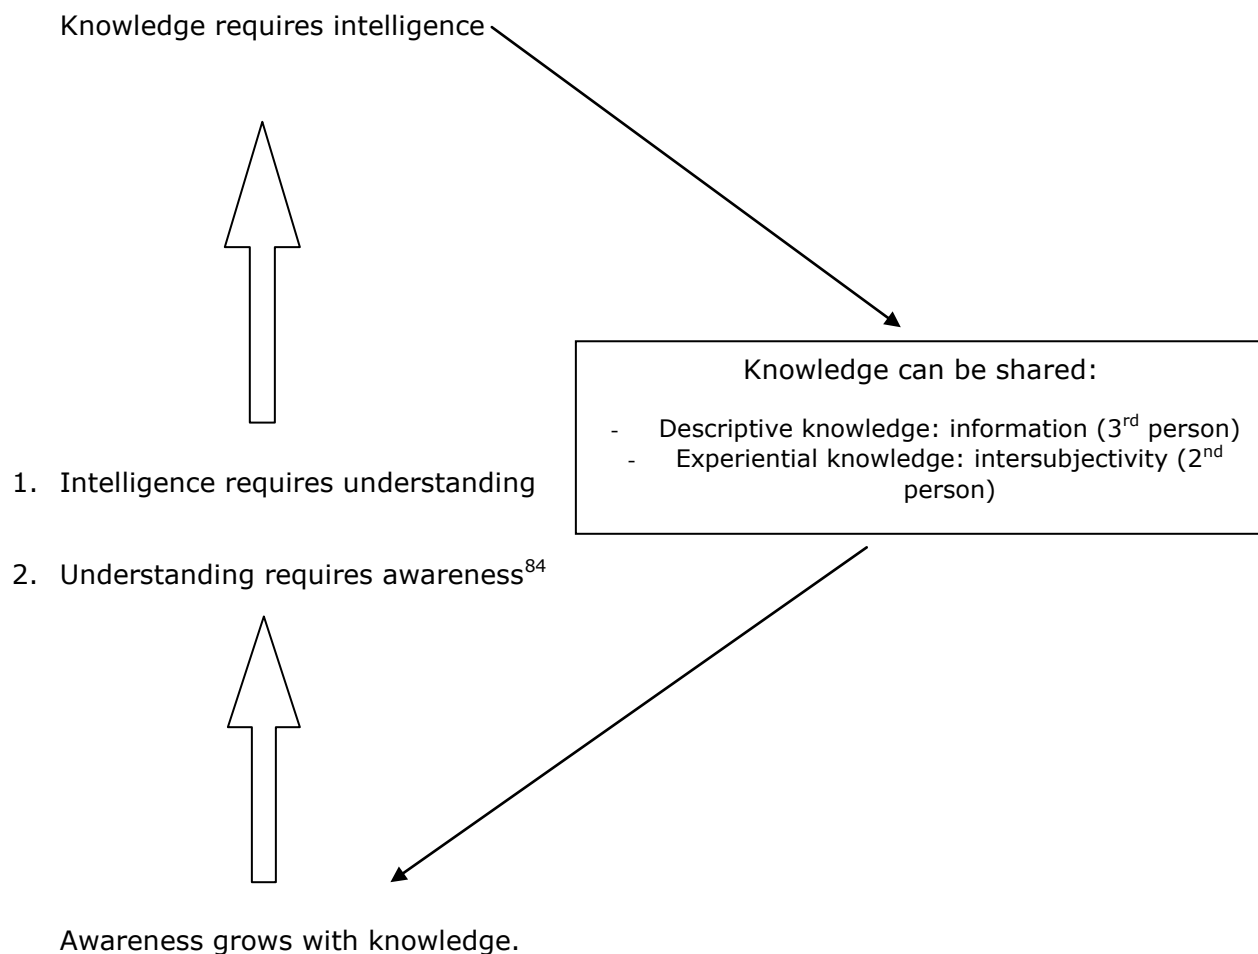 Knowledge requires intelligence
Knowledge can be shared:
- Descriptive knowledge: information (3rd person)
- Experiential knowledge: intersubjectivity (2nd
person)
1. Intelligence requires understanding
2. Understanding requires awareness84
Awareness grows with knowledge.